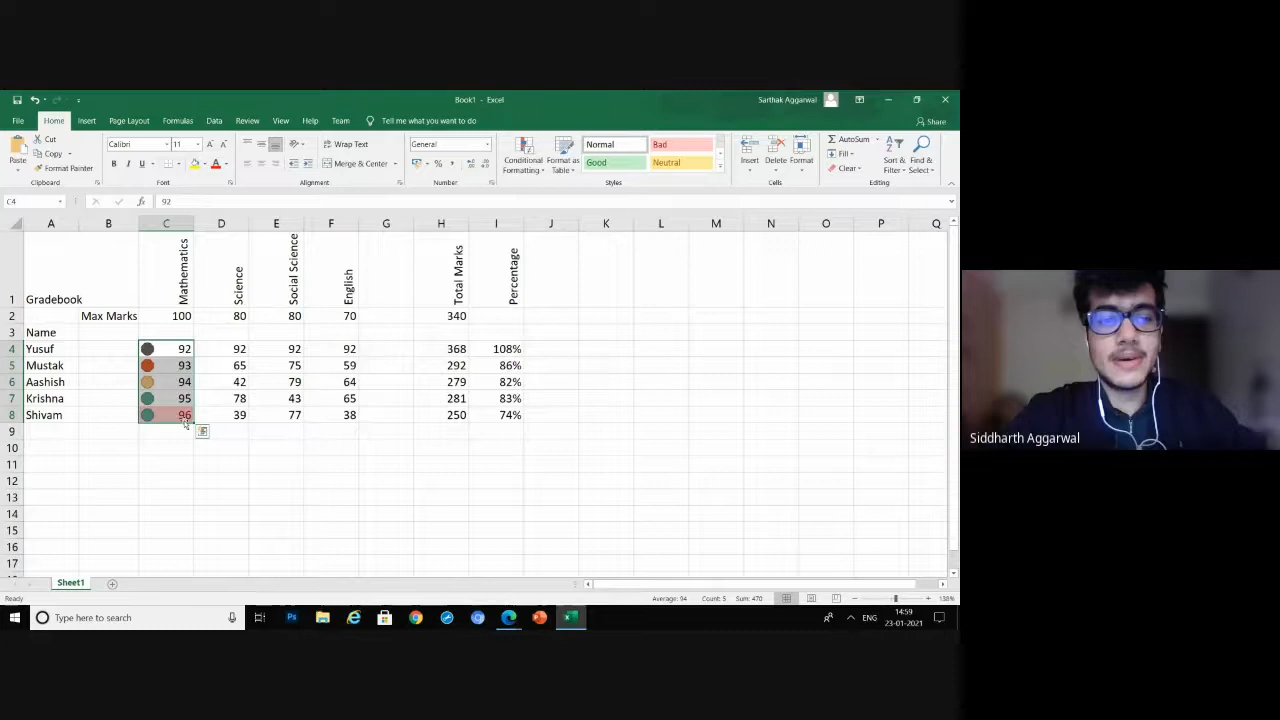 Book1 - Excel
Sarthak Aggarwal
File Home Insert Page Layout Formulas Data Review View Help Team Tell me what you want to do
Share
Paste
Cut
Copy
Format Painter
Clipboard
Calibri 11
B I U
Font
Wrap Text
Merge & Center
Alignment
General
Number
Conditional Formatting
Format as Table
Normal Bad
Good Neutral
Styles
Insert Delete Format
Cells
AutoSum
Fill
Clear
Sort & Filter
Find & Select
Editing
C4 fx 92
A B C D E F G H I J K L M N O P Q
1 Gradebook Mathematics Science Social Science English Total Marks Percentage
2 Max Marks 100 80 80 70 340
3 Name
4 Yusuf 92 92 92 92 368 108%
5 Mustak 93 65 75 59 292 86%
6 Aashish 94 42 79 64 279 82%
7 Krishna 95 78 43 65 281 83%
8 Shivam 96 39 77 38 250 74%
9
10
11
12
13
14
15
16
17
Sheet1
Ready
Average: 94 Count: 5 Sum: 470
138%
Type here to search
ENG
14:59
23-01-2021
Siddharth Aggarwal